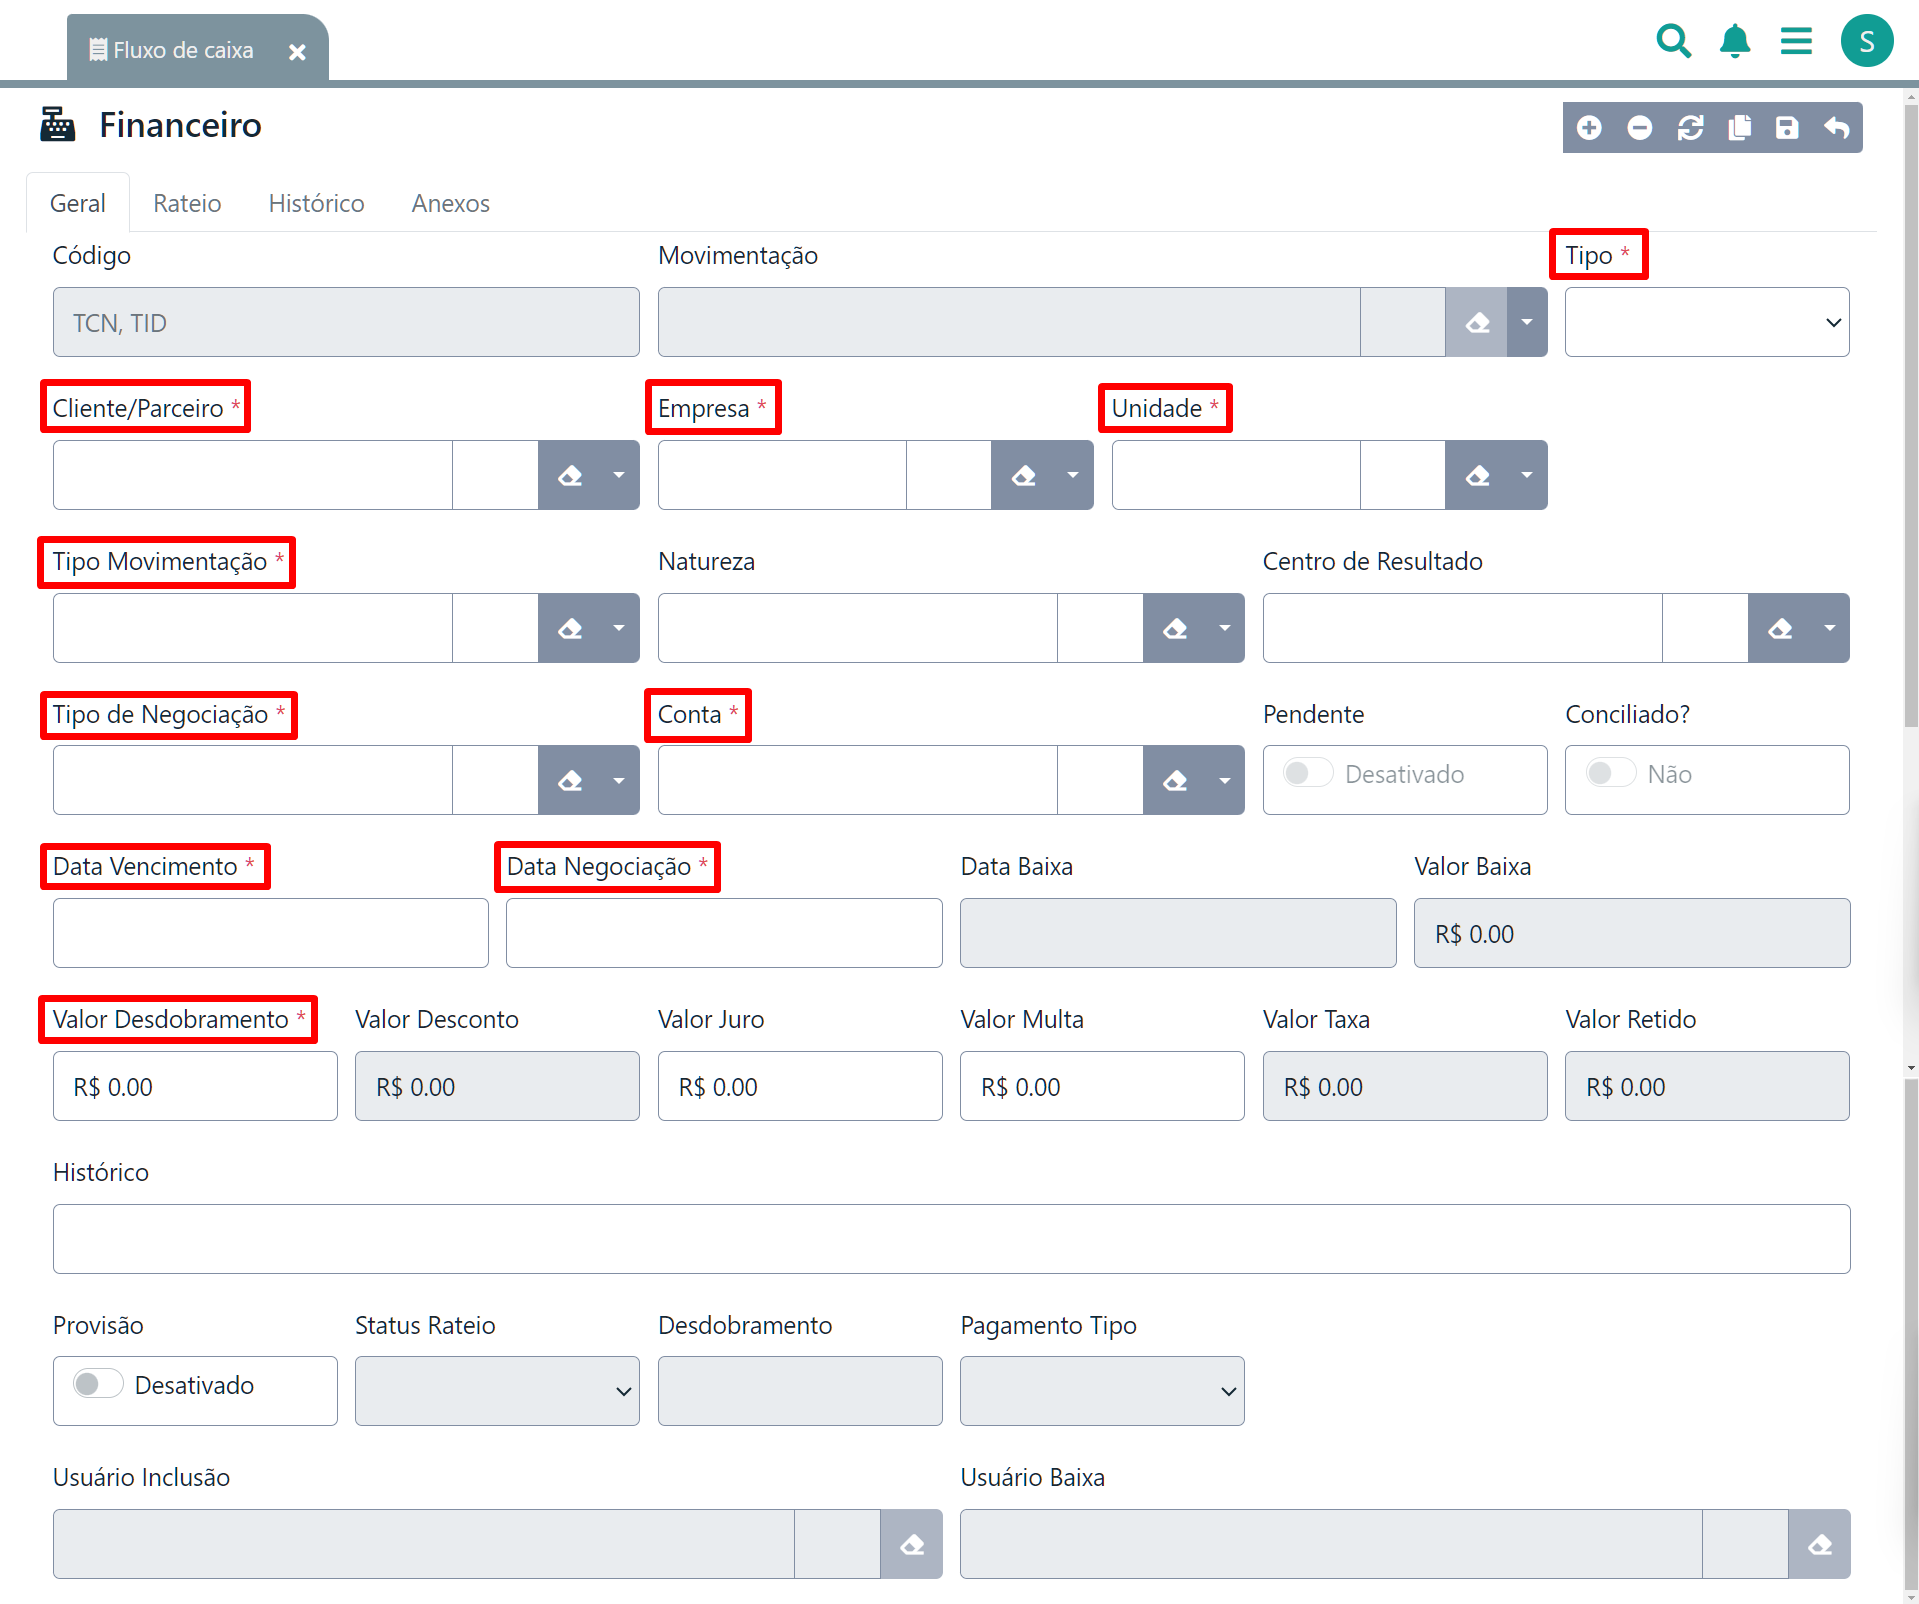 Fluxo de caixa
S
Financeiro
Geral Rateio Histórico Anexos
Código Movimentação Tipo *
TCN, TID
Cliente/Parceiro * Empresa * Unidade *
Tipo Movimentação * Natureza Centro de Resultado
Tipo de Negociação * Conta * Pendente Conciliado?
Desativado Não
Data Vencimento * Data Negociação * Data Baixa Valor Baixa
R$ 0.00
Valor Desdobramento * Valor Desconto Valor Juro Valor Multa Valor Taxa Valor Retido
R$ 0.00 R$ 0.00 R$ 0.00 R$ 0.00 R$ 0.00 R$ 0.00
Histórico
Provisão Status Rateio Desdobramento Pagamento Tipo
Desativado
Usuário Inclusão Usuário Baixa